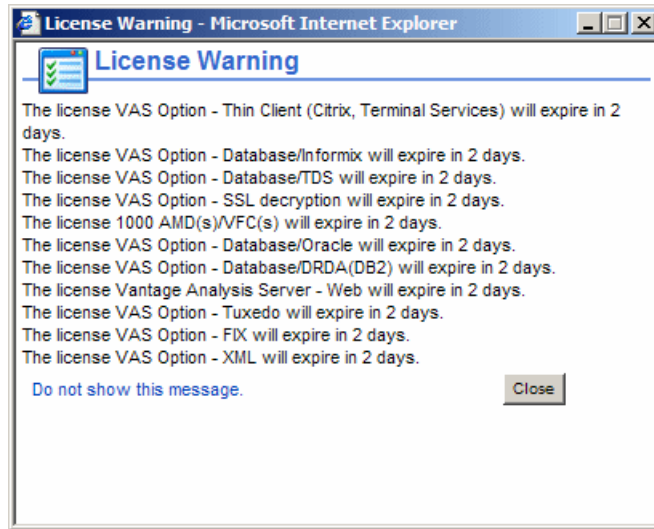 License Warning - Microsoft Internet Explorer
License Warning
The license VAS Option - Thin Client (Citrix, Terminal Services) will expire in 2
days.
The license VAS Option - Database/Informix will expire in 2 days.
The license VAS Option - Database/TDS will expire in 2 days.
The license VAS Option - SSL decryption will expire in 2 days.
The license 1000 AMD(s)/VFC(s) will expire in 2 days.
The license VAS Option - Database/Oracle will expire in 2 days.
The license VAS Option - Database/DRDA(DB2) will expire in 2 days.
The license Vantage Analysis Server - Web will expire in 2 days.
The license VAS Option - Tuxedo will expire in 2 days.
The license VAS Option - FIX will expire in 2 days.
The license VAS Option - XML will expire in 2 days.
Do not show this message.
Close